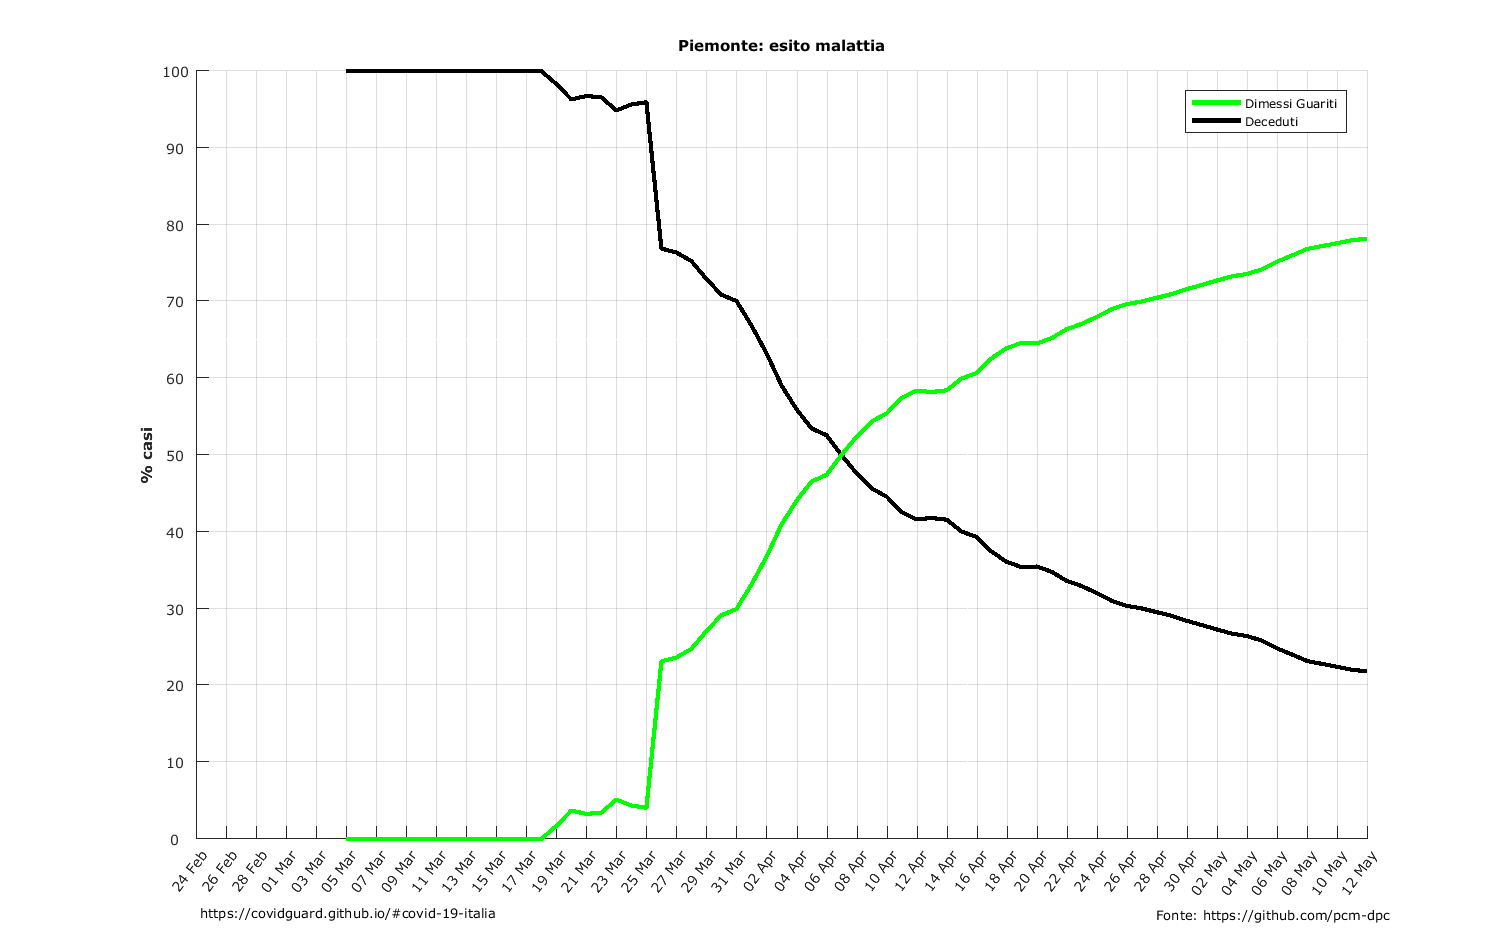 Piemonte: esito malattia
100
90
80
70
60
50
40
30
20
10
0
% casi
Dimessi Guariti
Deceduti
24 Feb
26 Feb
28 Feb
01 Mar
03 Mar
05 Mar
07 Mar
09 Mar
11 Mar
13 Mar
15 Mar
17 Mar
19 Mar
21 Mar
23 Mar
25 Mar
27 Mar
29 Mar
31 Mar
02 Apr
04 Apr
06 Apr
08 Apr
10 Apr
12 Apr
14 Apr
16 Apr
18 Apr
20 Apr
22 Apr
24 Apr
26 Apr
28 Apr
30 Apr
02 May
04 May
06 May
08 May
10 May
12 May
https://covidguard.github.io/#covid-19-italia
Fonte: https://github.com/pcm-dpc